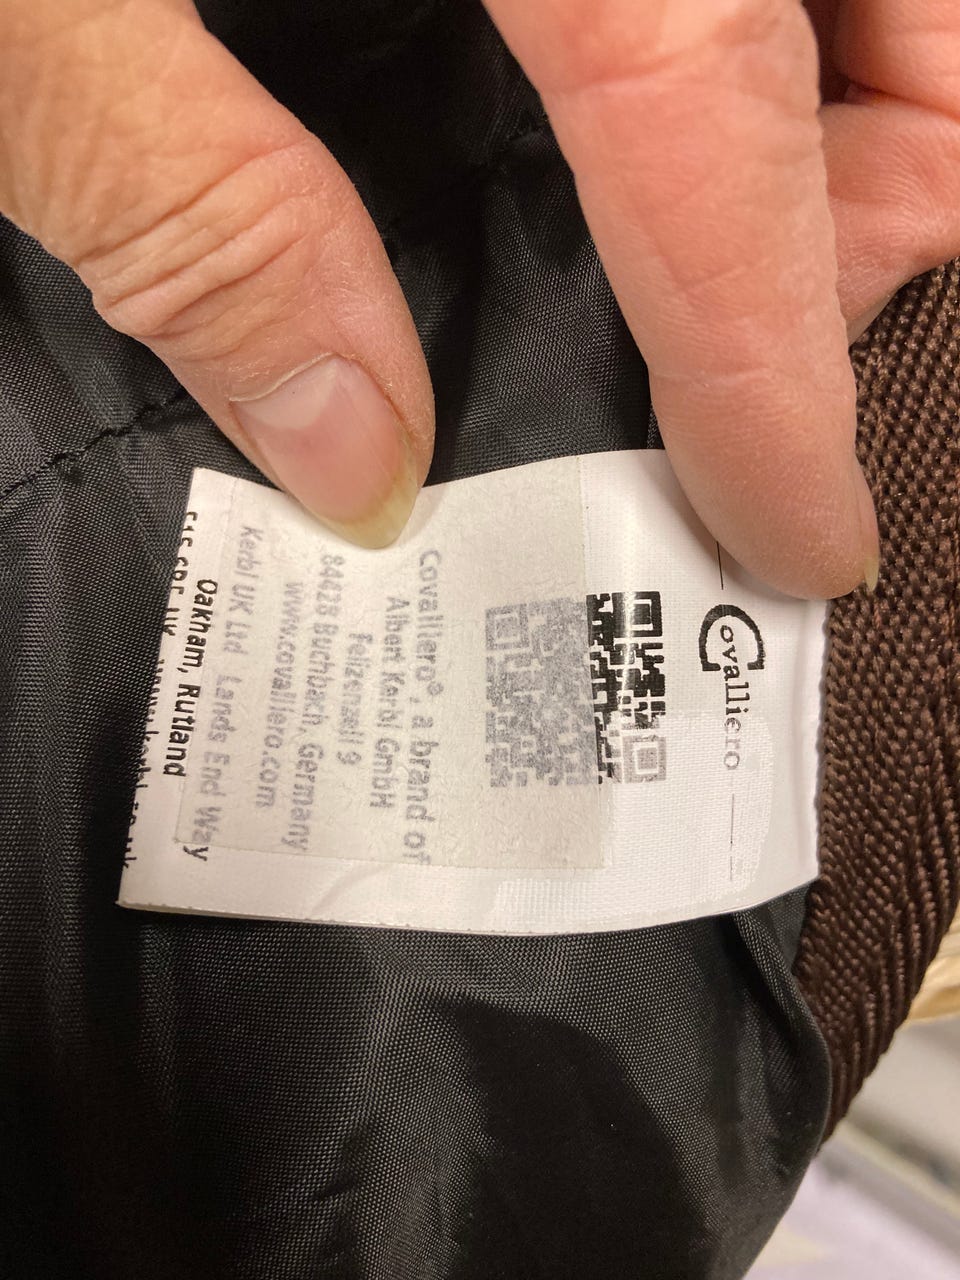 Covalliero
Covalliero®, a brand of
Albert Kerbl GmbH
Felizenzell 9
84428 Buchbach, Germany
www.covalliero.com
Kerbl UK Ltd Lands End Way
Oakham, Rutland